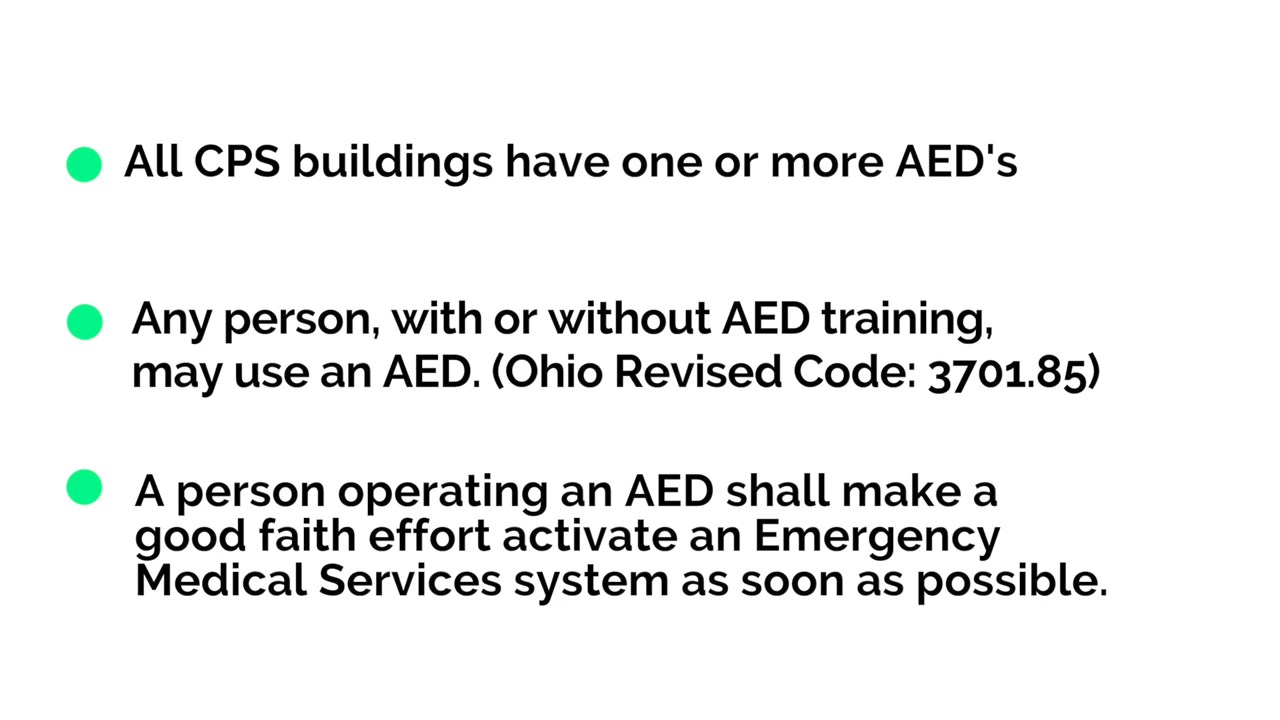 All CPS buildings have one or more AED's
Any person, with or without AED training,
may use an AED. (Ohio Revised Code: 3701.85)
A person operating an AED shall make a
good faith effort activate an Emergency
Medical Services system as soon as possible.